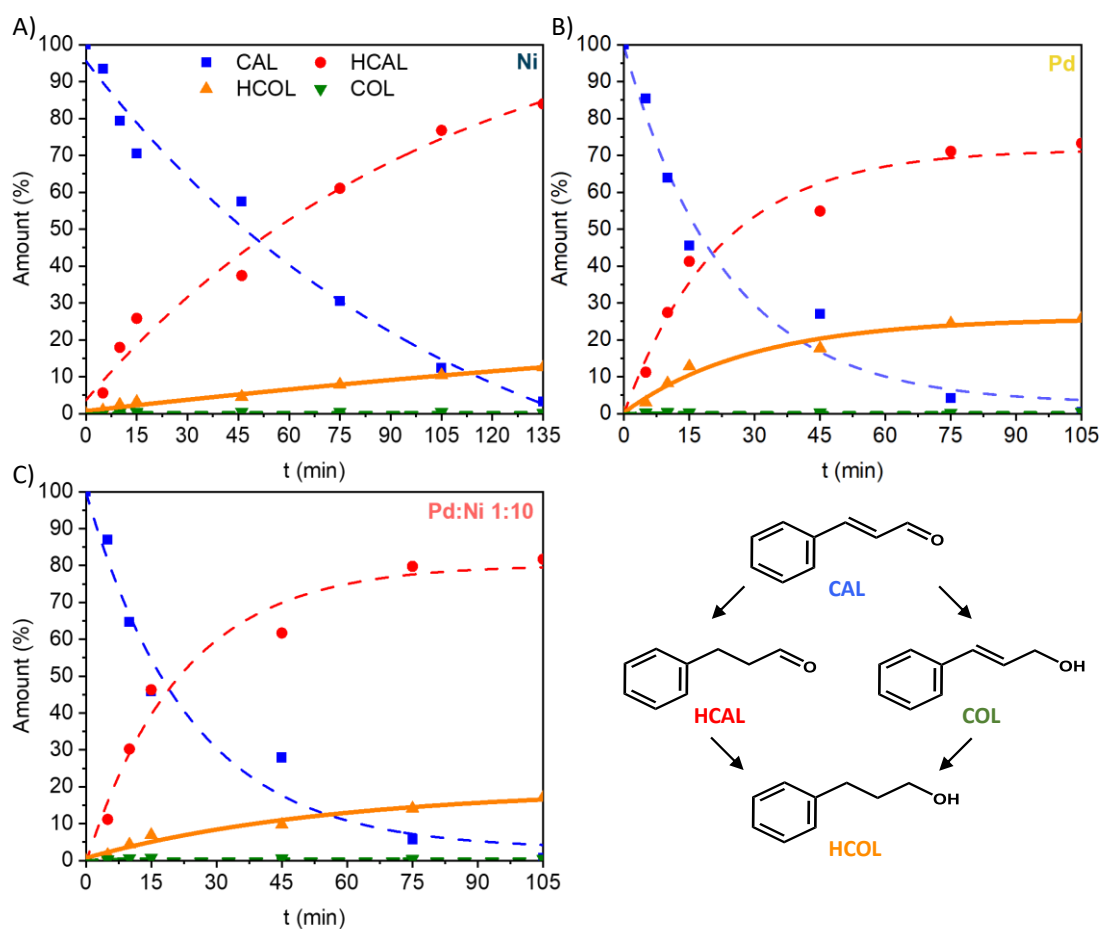 A)
Ni
CAL
HCAL
HCOL
COL
Amount (%)
100
90
80
70
60
50
40
30
20
10
0
0 15 30 45 60 75 90 105 120 135
t (min)
B)
Pd
Amount (%)
100
90
80
70
60
50
40
30
20
10
0
0 15 30 45 60 75 90 105
t (min)
C)
Pd:Ni 1:10
Amount (%)
100
90
80
70
60
50
40
30
20
10
0
0 15 30 45 60 75 90 105
t (min)
O
CAL
O
HCAL
OH
COL
OH
HCOL